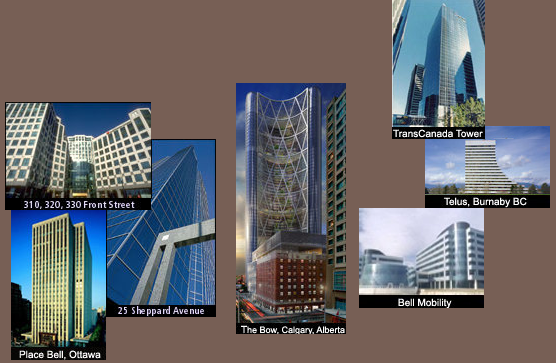 TransCanada Tower
310, 320, 330 Front Street
Telus, Burnaby BC
25 Sheppard Avenue
Bell Mobility
Place Bell, Ottawa
The Bow, Calgary, Alberta